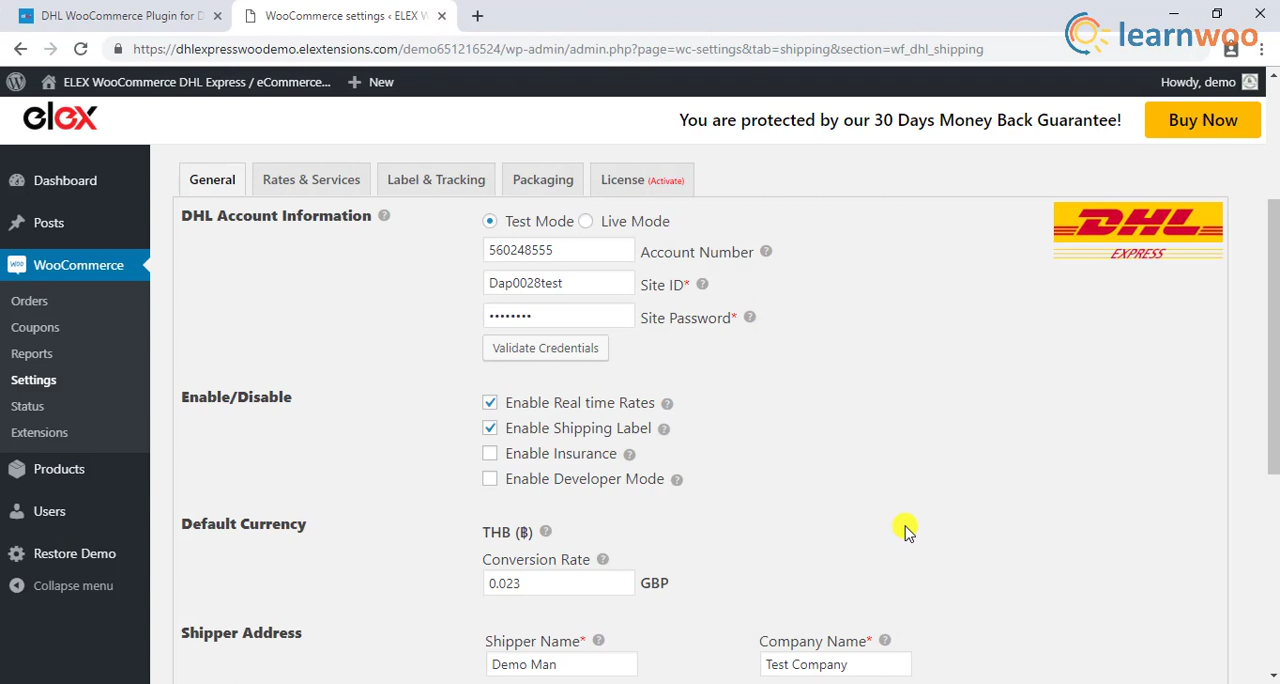 DHL WooCommerce Plugin for D
WooCommerce settings ‹ ELEX W
learnwoo
https://dhlexpresswoodemo.elextensions.com/demo651216524/wp-admin/admin.php?page=wc-settings&tab=shipping&section=wf_dhl_shipping
ELEX WooCommerce DHL Express / eCommerce...
New
Howdy, demo
elex
You are protected by our 30 Days Money Back Guarantee!
Buy Now
Dashboard
Posts
WOO
WooCommerce
Orders
Coupons
Reports
Settings
Status
Extensions
Products
Users
Restore Demo
Collapse menu
General
Rates & Services
Label & Tracking
Packaging
License (Activate)
DHL Account Information
Test Mode
Live Mode
DHL
EXPRESS
560248555
Account Number
Dap0028test
Site ID*
••••••••
Site Password*
Validate Credentials
Enable/Disable
Enable Real time Rates
Enable Shipping Label
Enable Insurance
Enable Developer Mode
Default Currency
THB (฿)
Conversion Rate
0.023
GBP
Shipper Address
Shipper Name*
Company Name*
Demo Man
Test Company